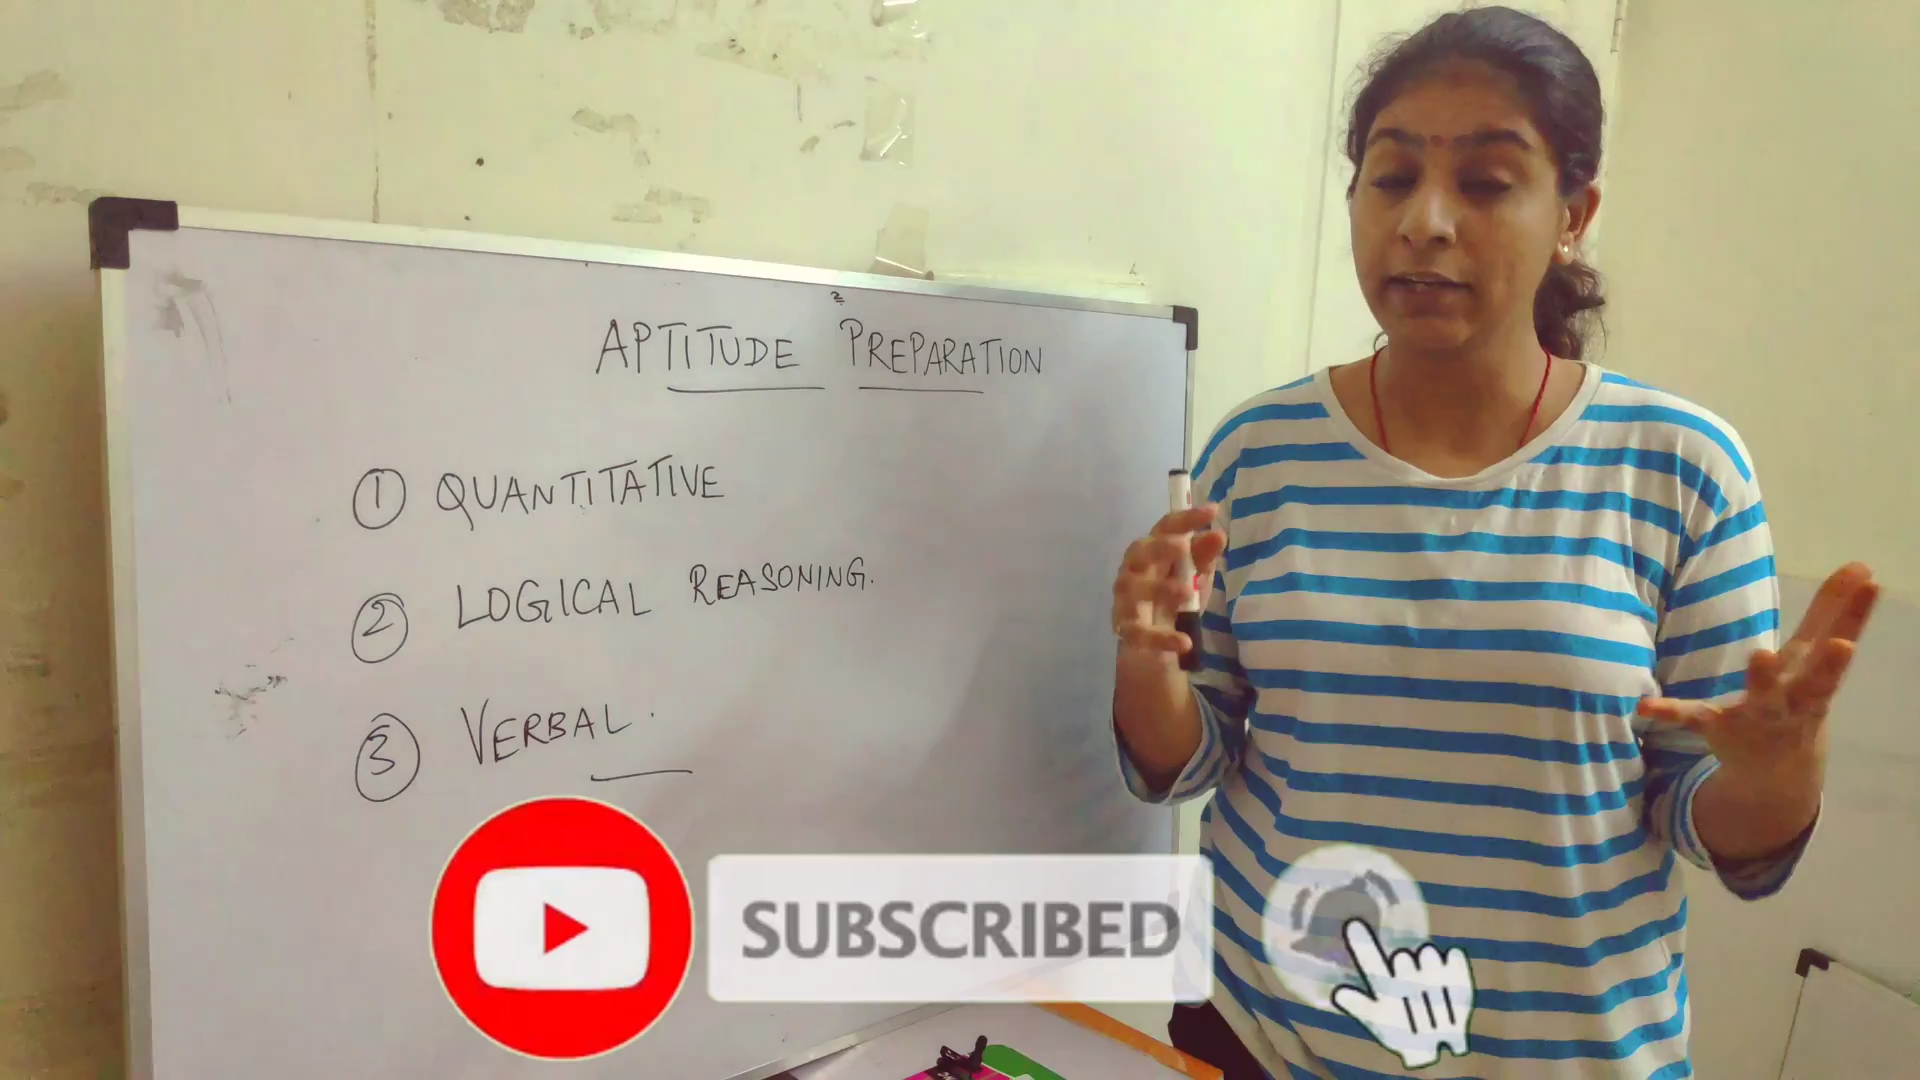 APTITUDE PREPARATION
① QUANTITATIVE
② LOGICAL REASONING.
③ VERBAL.
SUBSCRIBED